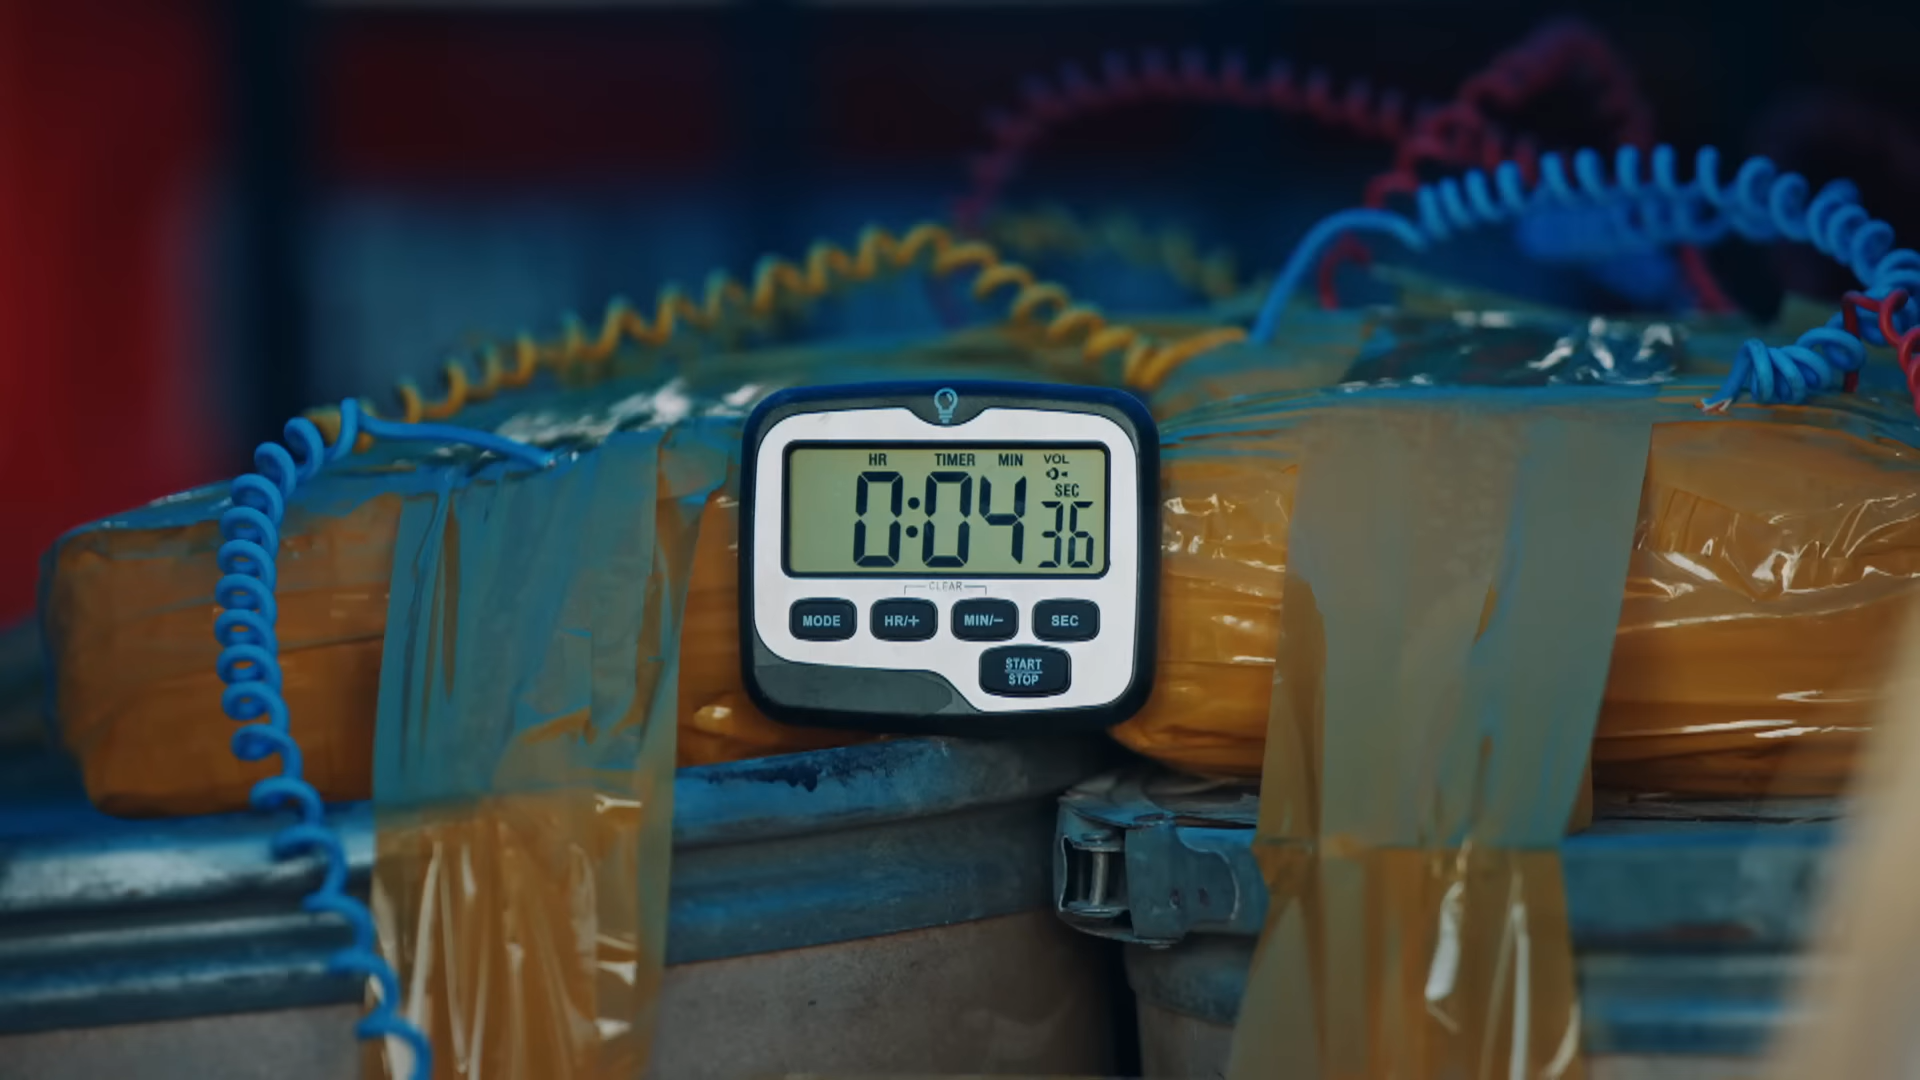 HR TIMER MIN VOL
SEC
0:04 36
CLEAR
MODE HR/+ MIN/− SEC
START
STOP